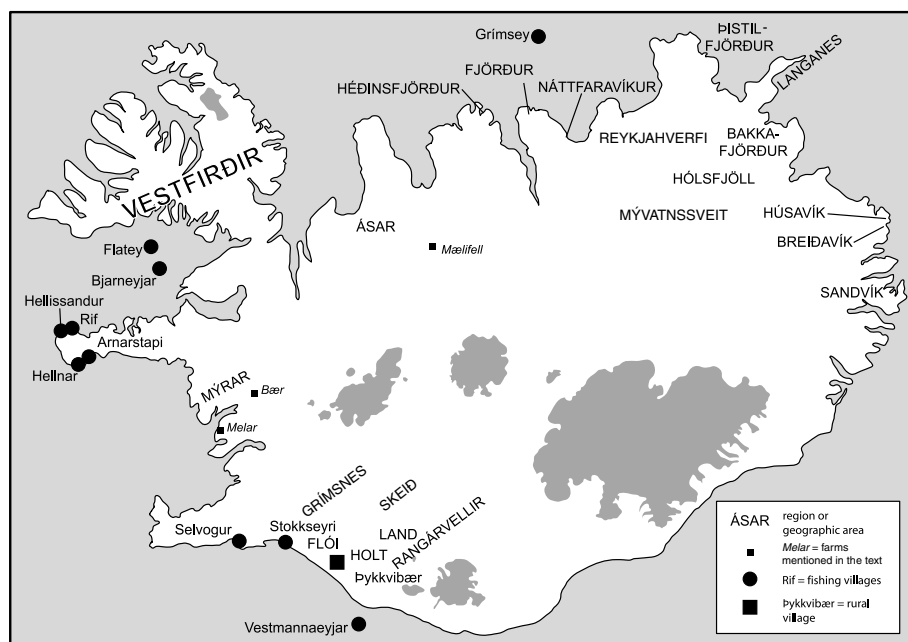 Grímsey
ÞISTIL-
FJÖRÐUR
LANGANES
FJÖRÐUR
HÉÐINSFJÖRÐUR
NÁTTFARAVÍKUR
REYKJAHVERFI
BAKKA-
FJÖRÐUR
HÓLSFJÖLL
VESTFIRÐIR
ÁSAR
MÝVATNSSVEIT
HÚSAVÍK
BREIÐAVÍK
Mælifell
Flatey
Bjarneyjar
SANDVÍK
Hellissandur
Rif
Arnarstapi
Hellnar
MÝRAR
Bær
Melar
GRÍMSNES
SKEIÐ
Selvogur
Stokkseyri
FLÓI
LAND
RANGÁRVELLIR
HOLT
Þykkvibær
Vestmannaeyjar
ÁSAR
region or
geographic area
Melar = farms
mentioned in the text
Rif = fishing villages
Þykkvibær = rural
village